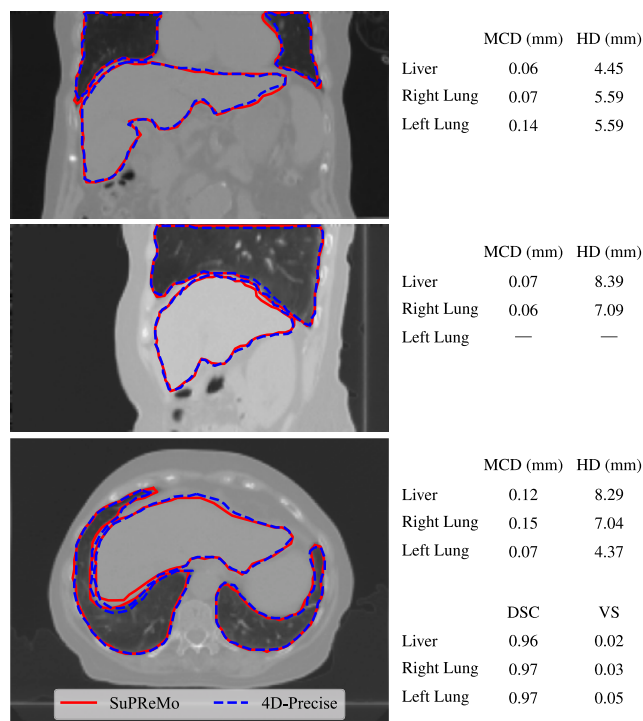 MCD (mm) HD (mm)
Liver 0.06 4.45
Right Lung 0.07 5.59
Left Lung 0.14 5.59
MCD (mm) HD (mm)
Liver 0.07 8.39
Right Lung 0.06 7.09
Left Lung — —
MCD (mm) HD (mm)
Liver 0.12 8.29
Right Lung 0.15 7.04
Left Lung 0.07 4.37
DSC VS
Liver 0.96 0.02
Right Lung 0.97 0.03
Left Lung 0.97 0.05
SuPReMo 4D-Precise